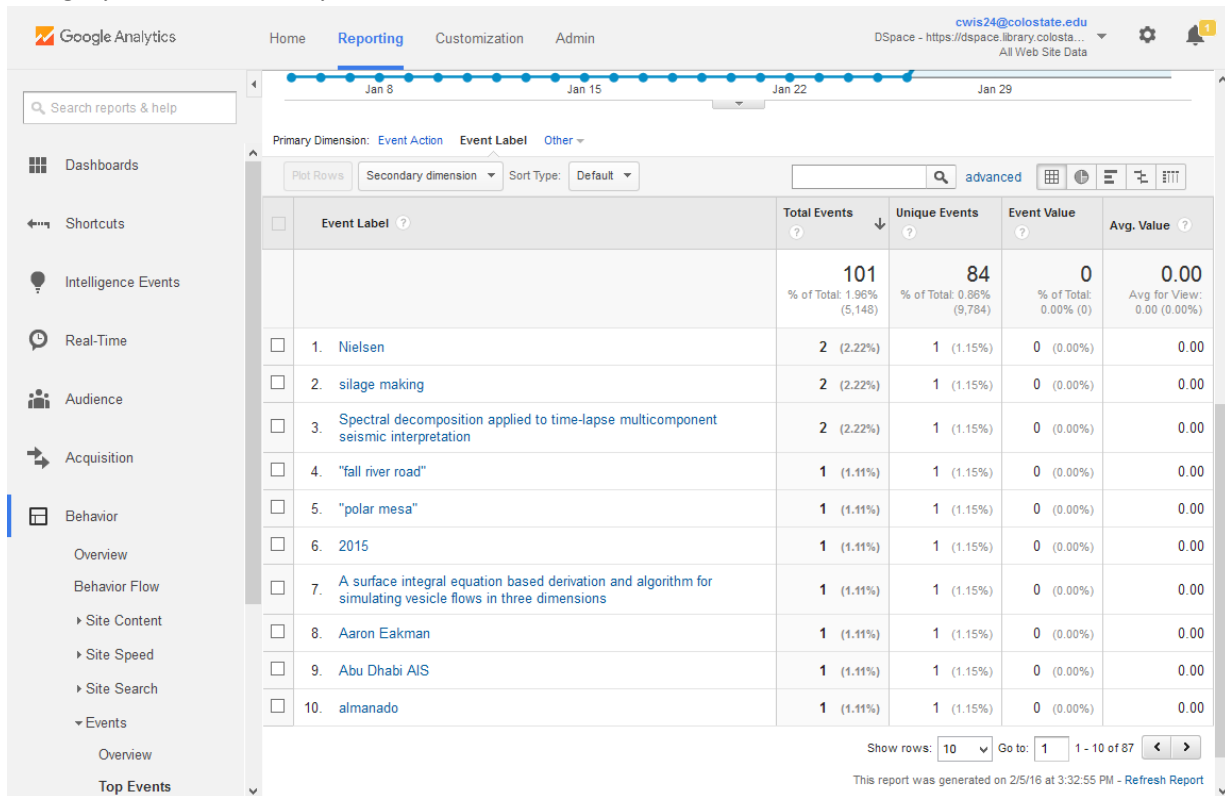 Google Analytics
Home Reporting Customization Admin
cwis24@colostate.edu
DSpace - https://dspace.library.colosta...
All Web Site Data
1
Search reports & help
Dashboards
Shortcuts
Intelligence Events
Real-Time
Audience
Acquisition
Behavior
Overview
Behavior Flow
Site Content
Site Speed
Site Search
Events
Overview
Top Events
Jan 8 Jan 15 Jan 22 Jan 29
Primary Dimension: Event Action Event Label Other
Plot Rows Secondary dimension Sort Type: Default advanced
Event Label ? Total Events ? Unique Events ? Event Value ? Avg. Value ?
101 84 0 0.00
% of Total: 1.96% % of Total: 0.86% % of Total: Avg for View:
(5,148) (9,784) 0.00% (0) 0.00 (0.00%)
1. Nielsen 2 (2.22%) 1 (1.15%) 0 (0.00%) 0.00
2. silage making 2 (2.22%) 1 (1.15%) 0 (0.00%) 0.00
3. Spectral decomposition applied to time-lapse multicomponent
seismic interpretation 2 (2.22%) 1 (1.15%) 0 (0.00%) 0.00
4. "fall river road" 1 (1.11%) 1 (1.15%) 0 (0.00%) 0.00
5. "polar mesa" 1 (1.11%) 1 (1.15%) 0 (0.00%) 0.00
6. 2015 1 (1.11%) 1 (1.15%) 0 (0.00%) 0.00
7. A surface integral equation based derivation and algorithm for
simulating vesicle flows in three dimensions 1 (1.11%) 1 (1.15%) 0 (0.00%) 0.00
8. Aaron Eakman 1 (1.11%) 1 (1.15%) 0 (0.00%) 0.00
9. Abu Dhabi AIS 1 (1.11%) 1 (1.15%) 0 (0.00%) 0.00
10. almanado 1 (1.11%) 1 (1.15%) 0 (0.00%) 0.00
Show rows: 10 Go to: 1 1 - 10 of 87
This report was generated on 2/5/16 at 3:32:55 PM - Refresh Report